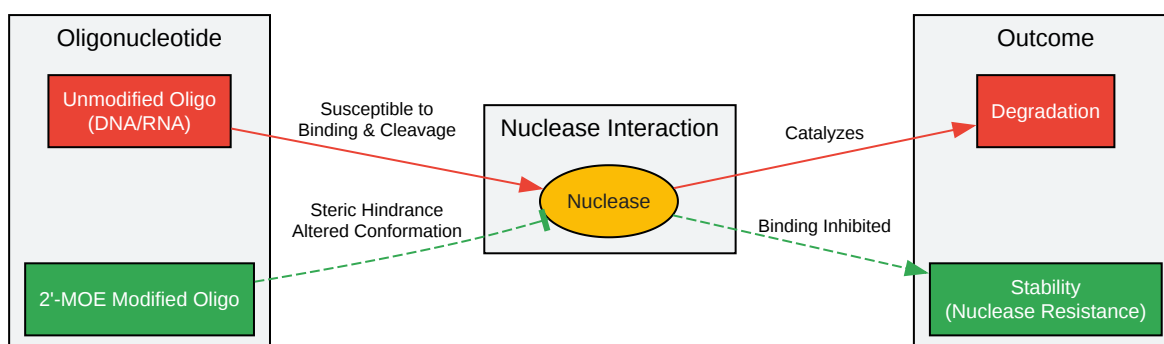 Oligonucleotide
Unmodified Oligo
(DNA/RNA)
2'-MOE Modified Oligo
Susceptible to
Binding & Cleavage
Steric Hindrance
Altered Conformation
Nuclease Interaction
Nuclease
Catalyzes
Binding Inhibited
Outcome
Degradation
Stability
(Nuclease Resistance)